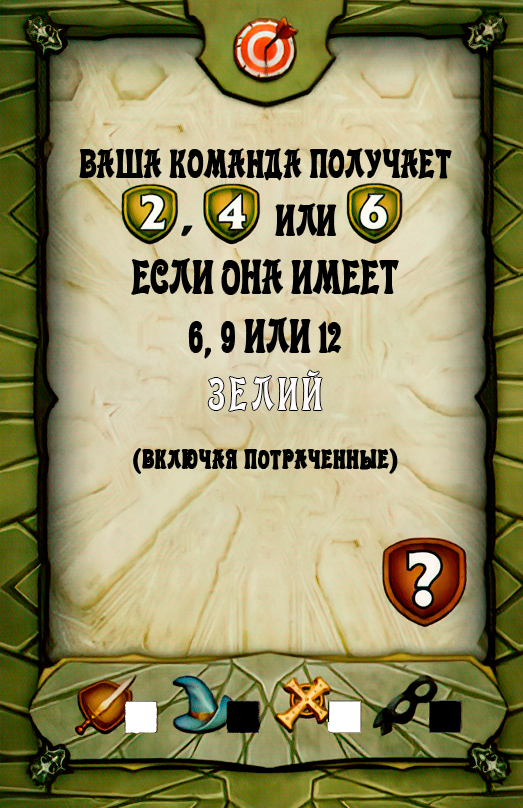 ВАША КОМАНДА ПОЛУЧАЕТ
2, 4 ИЛИ 6
ЕСЛИ ОНА ИМЕЕТ
6, 9 ИЛИ 12
ЗЕЛИЙ
(ВКЛЮЧАЯ ПОТРАЧЕННЫЕ)
?